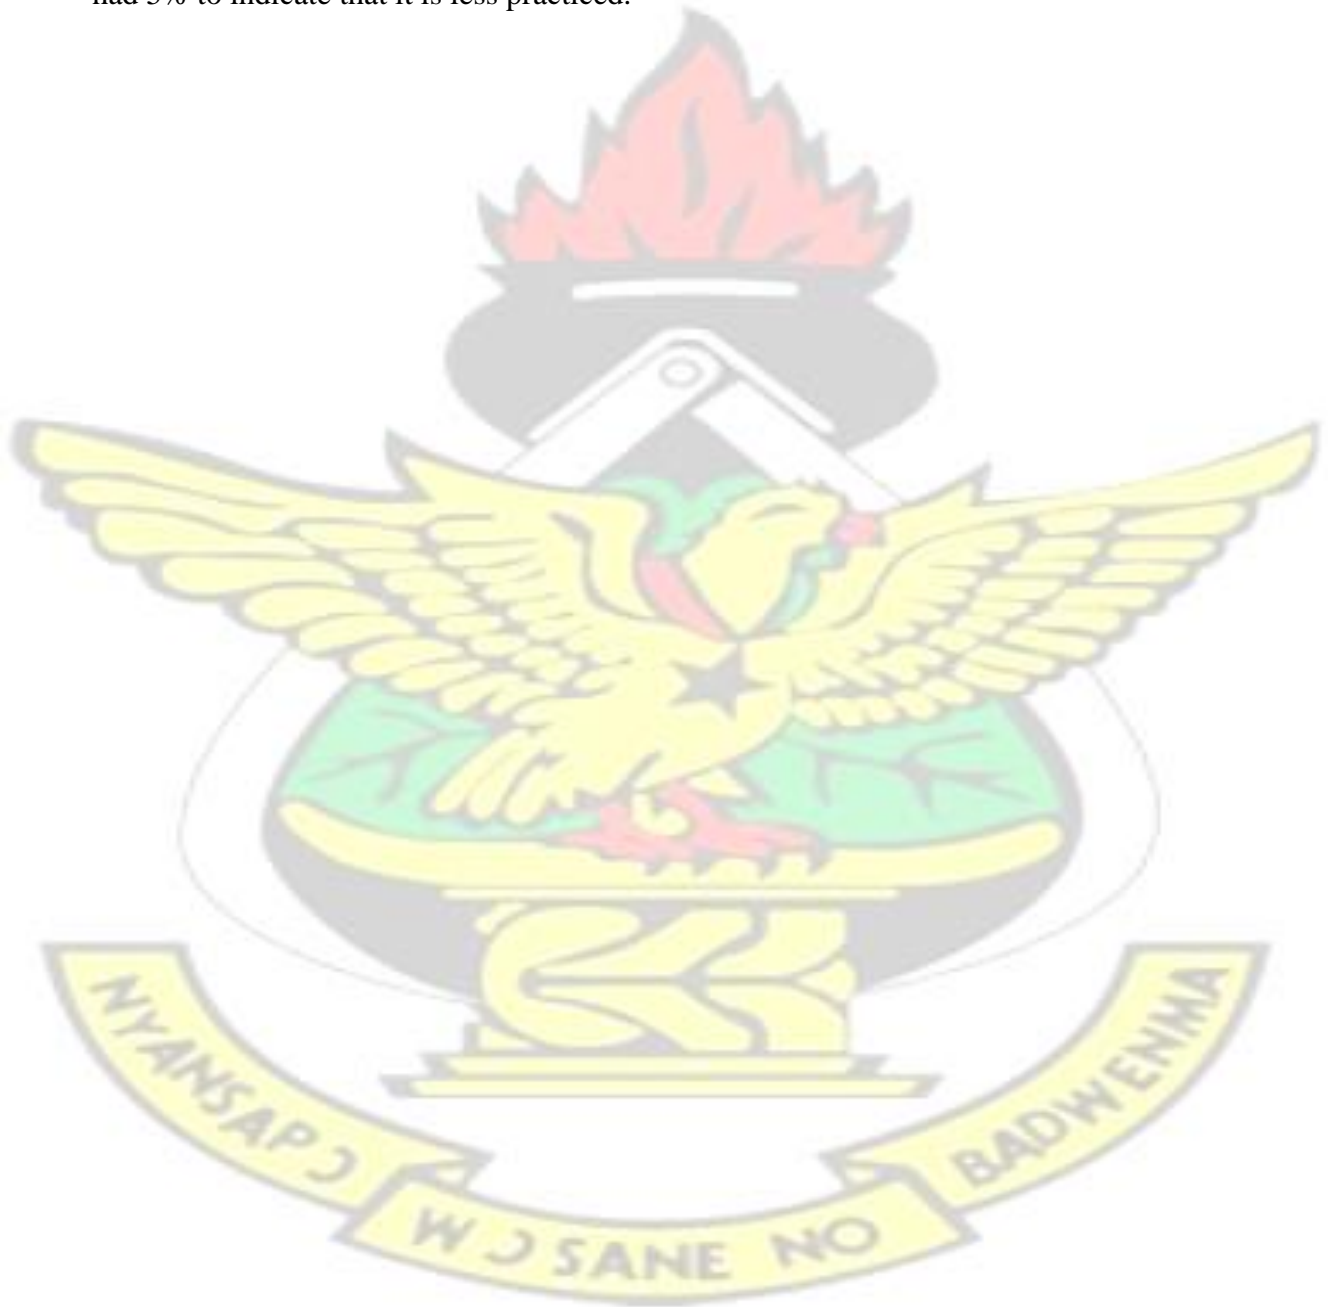 had 5% to indicate that it is less practiced.
NYANSAPƆ
WƆSANE NO
BADWENMA